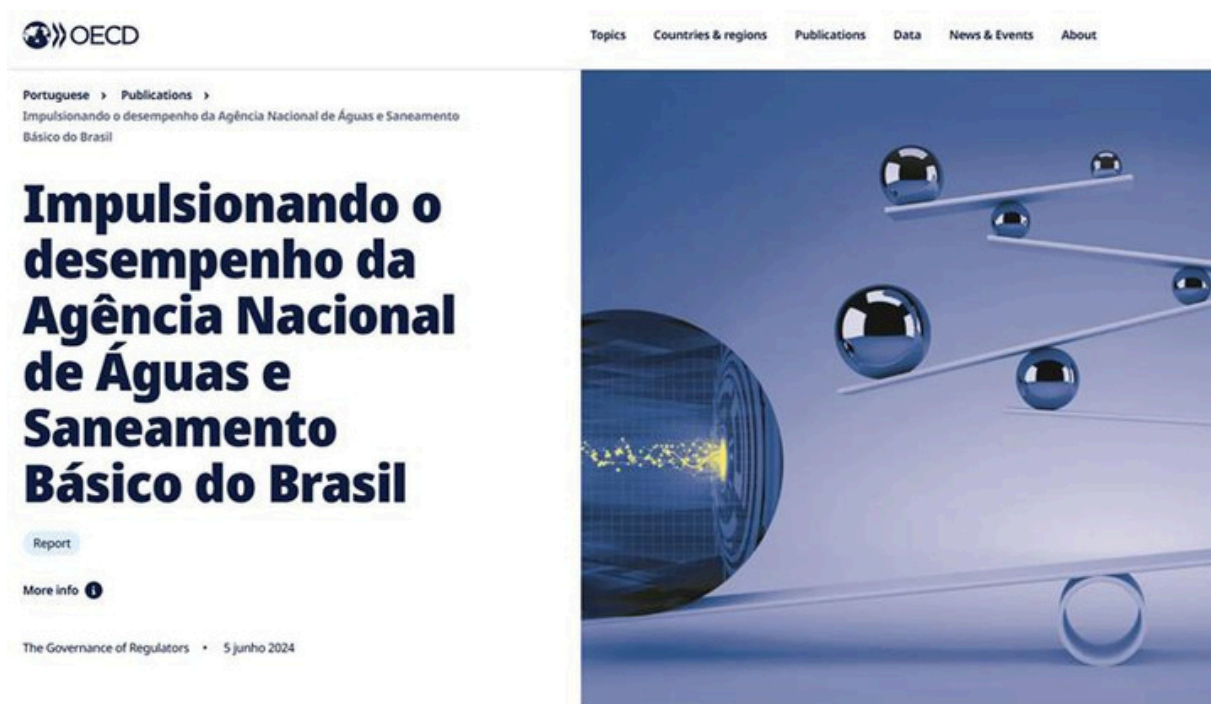 OECD
Topics Countries & regions Publications Data News & Events About
Portuguese › Publications ›
Impulsionando o desempenho da Agência Nacional de Águas e Saneamento
Básico do Brasil
Impulsionando o
desempenho da
Agência Nacional
de Águas e
Saneamento
Básico do Brasil
Report
More info i
The Governance of Regulators • 5 junho 2024